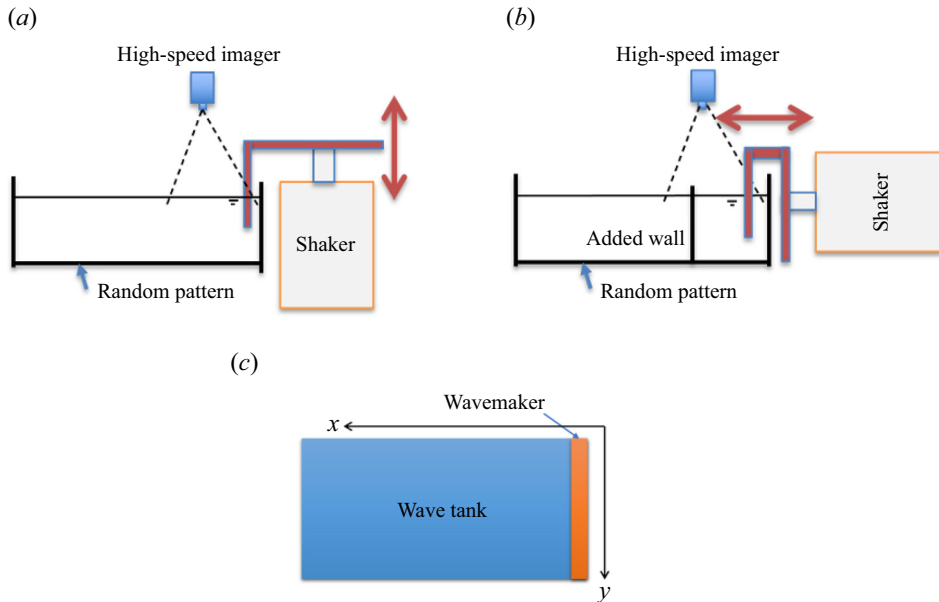 (a)
High-speed imager
Shaker
Random pattern
(b)
High-speed imager
Added wall
Shaker
Random pattern
(c)
Wavemaker
x
Wave tank
y